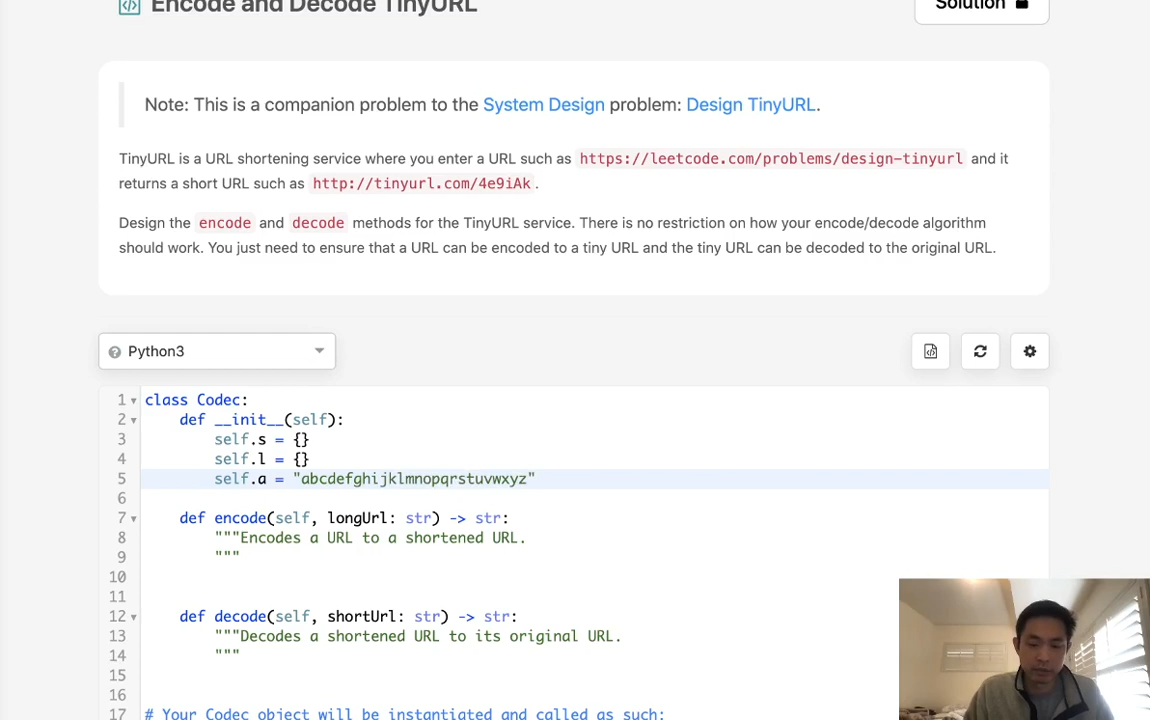 Encode and Decode TinyURL
Solution
Note: This is a companion problem to the System Design problem: Design TinyURL.
TinyURL is a URL shortening service where you enter a URL such as https://leetcode.com/problems/design-tinyurl and it
returns a short URL such as http://tinyurl.com/4e9iAk.
Design the encode and decode methods for the TinyURL service. There is no restriction on how your encode/decode algorithm
should work. You just need to ensure that a URL can be encoded to a tiny URL and the tiny URL can be decoded to the original URL.
Python3
1 class Codec:
2     def __init__(self):
3         self.s = {}
4         self.l = {}
5         self.a = "abcdefghijklmnopqrstuvwxyz"
6
7     def encode(self, longUrl: str) -> str:
8         """Encodes a URL to a shortened URL.
9         """
10
11
12     def decode(self, shortUrl: str) -> str:
13         """Decodes a shortened URL to its original URL.
14         """
15
16
17 # Your Codec object will be instantiated and called as such: